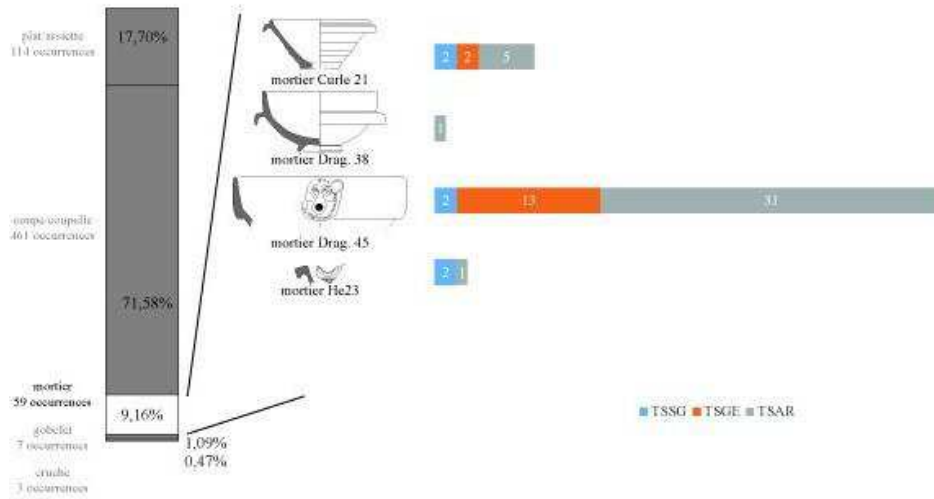 plat/assiette
114 occurrences
17,70%
mortier Curle 21
2 2 5
mortier Drag. 38
1
mortier Drag. 45
2 13 31
mortier He23
2 1
coupe/coupelle
461 occurrences
71,58%
mortier
59 occurrences
9,16%
gobelet
7 occurrences
1,09%
0,47%
cruche
3 occurrences
TSSG TSGE TSAR